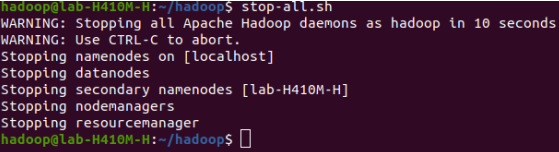 hadoop@lab-H410M-H:~/hadoop$ stop-all.sh
WARNING: Stopping all Apache Hadoop daemons as hadoop in 10 seconds
WARNING: Use CTRL-C to abort.
Stopping namenodes on [localhost]
Stopping datanodes
Stopping secondary namenodes [lab-H410M-H]
Stopping nodemanagers
Stopping resourcemanager
hadoop@lab-H410M-H:~/hadoop$